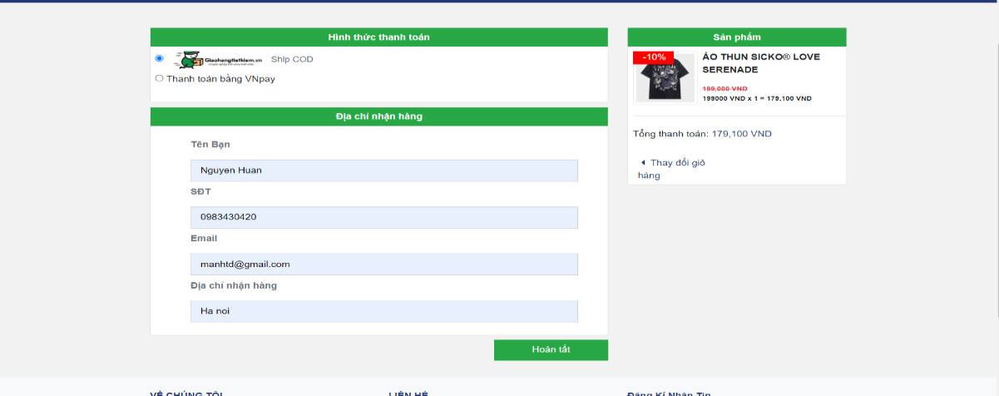 Hình thức thanh toán
Giaohangtietkiem.vn Ship COD
Thanh toán bằng VNpay
Địa chỉ nhận hàng
Tên Bạn
Nguyen Huan
SĐT
0983430420
Email
manhtd@gmail.com
Địa chỉ nhận hàng
Ha noi
Hoàn tất
Sản phẩm
-10%
ÁO THUN SICKO® LOVE
SERENADE
199,000 VND
199000 VND x 1 = 179,100 VND
Tổng thanh toán: 179,100 VND
Thay đổi giỏ
hàng
VỀ CHÚNG TÔI
LIÊN HỆ
Đăng Kí Nhận Tin